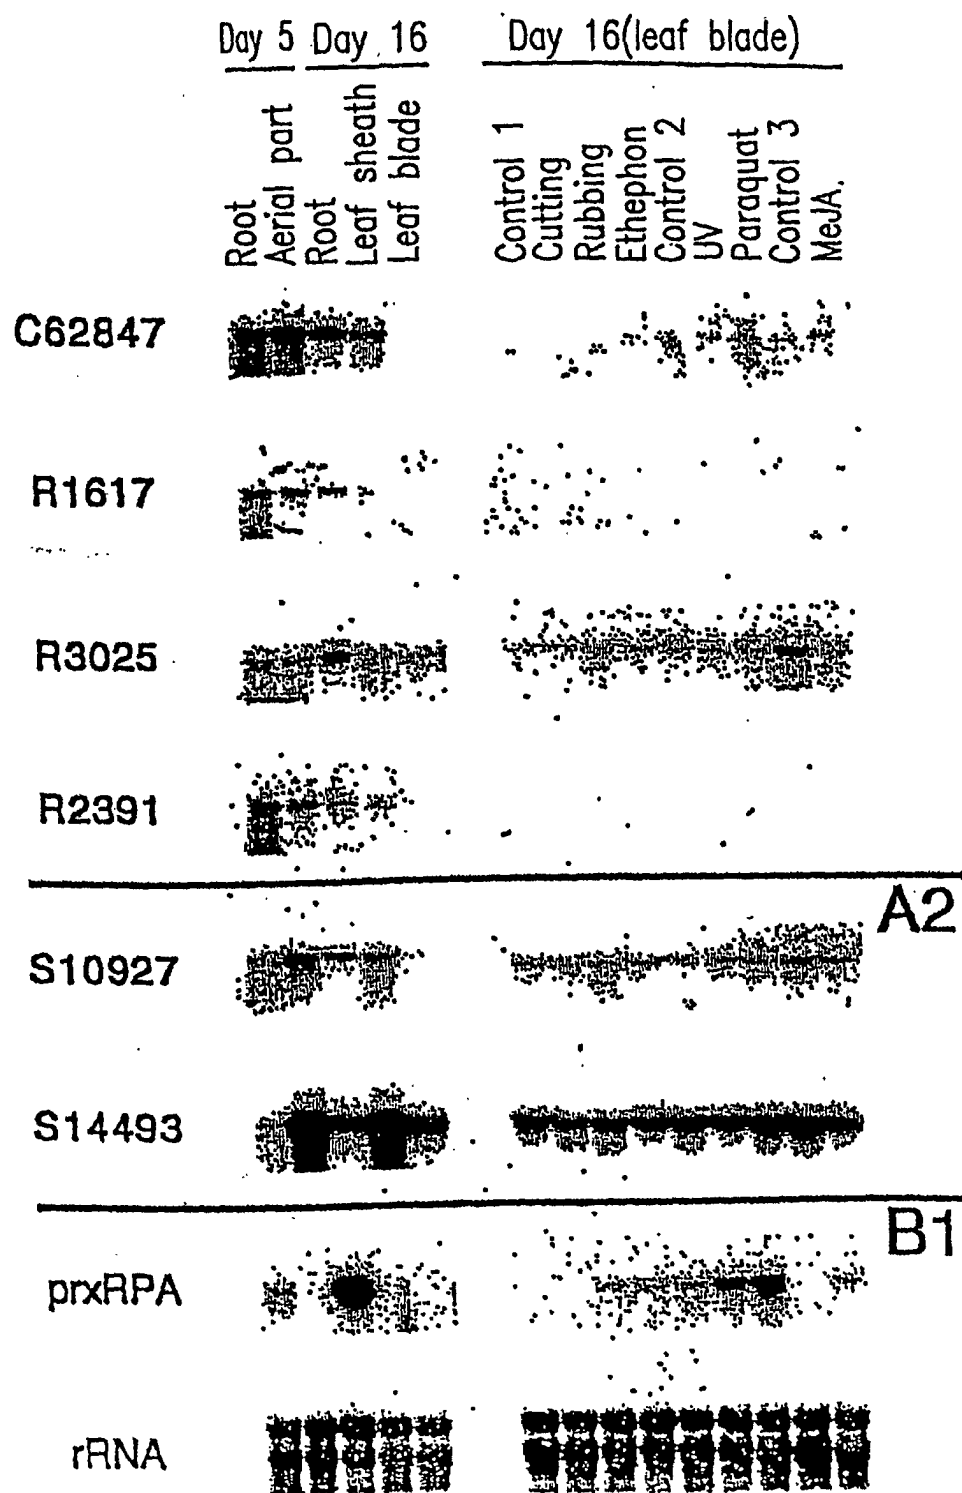 Day 5 Day 16 Day 16(leaf blade)
Root
Aerial part
Root
Leaf sheath
Leaf blade
Control 1
Cutting
Rubbing
Ethephon
Control 2
UV
Paraquat
Control 3
MeJA
C62847
R1617
R3025
R2391
A2
S10927
S14493
B1
prxRPA
rRNA